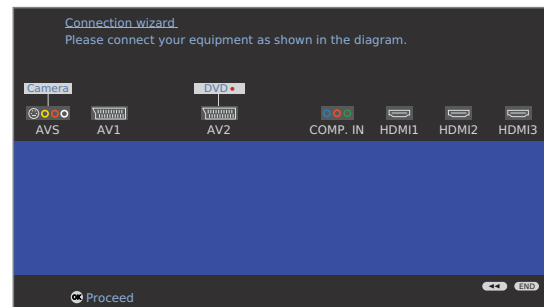 Connection wizard
Please connect your equipment as shown in the diagram.
Camera DVD
AVS AV1 AV2 COMP. IN HDMI1 HDMI2 HDMI3
END
OK Proceed